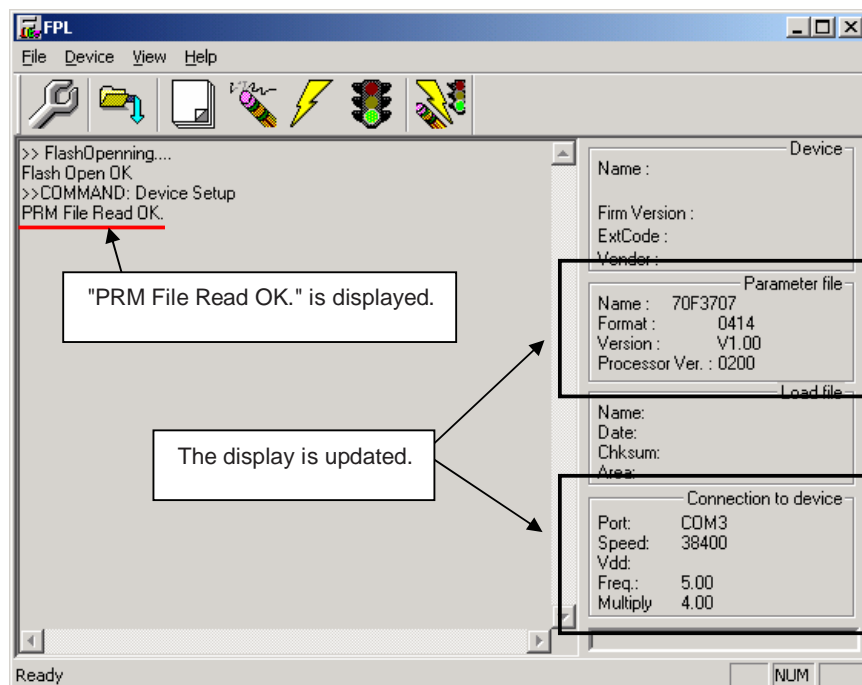 FPL
File Device View Help
>> FlashOpenning....
Flash Open OK
>>COMMAND: Device Setup
PRM File Read OK.
"PRM File Read OK." is displayed.
The display is updated.
Device
Name :
Firm Version :
ExtCode :
Vendor :
Parameter file
Name : 70F3707
Format : 0414
Version : V1.00
Processor Ver. : 0200
Load file
Name:
Date:
Chksum:
Area:
Connection to device
Port: COM3
Speed: 38400
Vdd:
Freq.: 5.00
Multiply 4.00
Ready
NUM